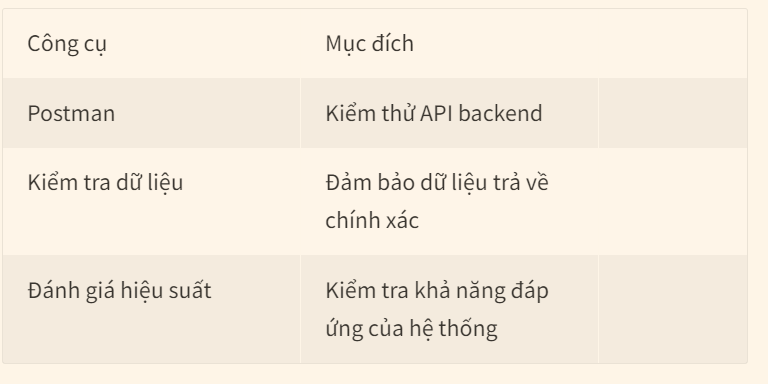 Công cụ
Mục đích
Postman
Kiểm thử API backend
Kiểm tra dữ liệu
Đảm bảo dữ liệu trả về
chính xác
Đánh giá hiệu suất
Kiểm tra khả năng đáp
ứng của hệ thống